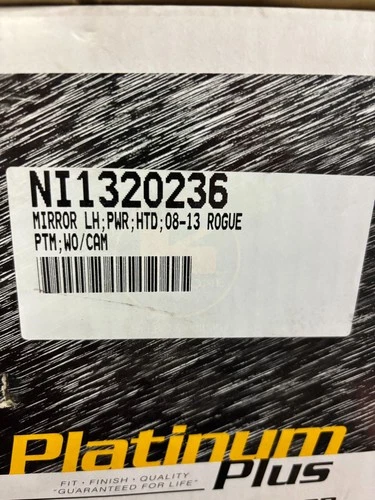 NI1320236
MIRROR LH;PWR;HTD;08-13 ROGUE
PTM;WO/CAM
Platinum
Plus
FIT • FINISH • QUALITY
"GUARANTEED FOR LIFE"